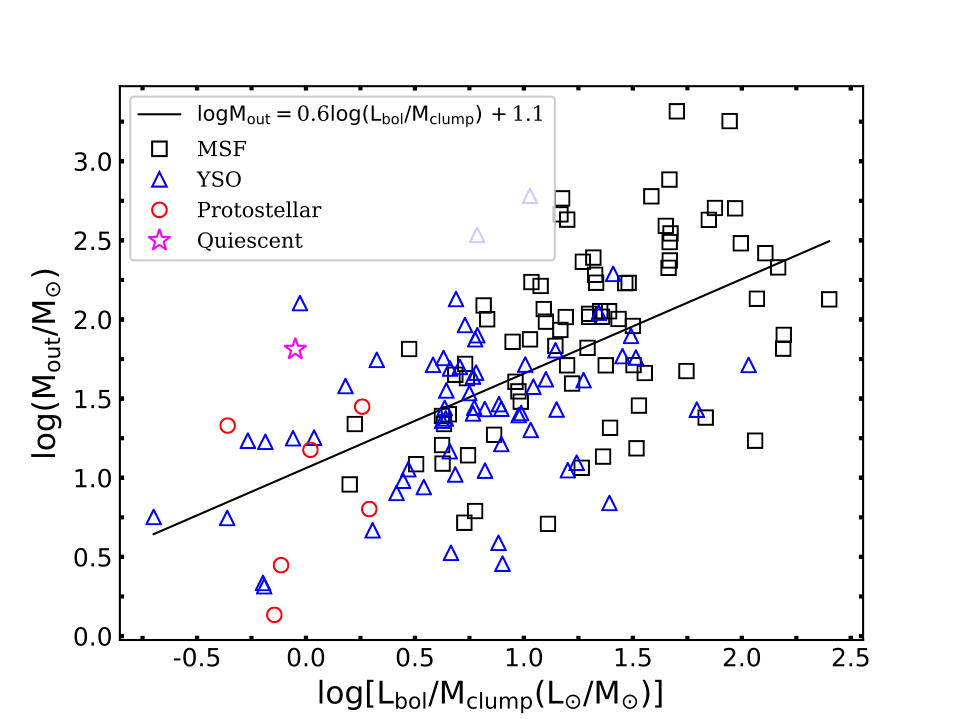 logM_out = 0.6log(L_bol/M_clump) + 1.1
MSF
YSO
Protostellar
Quiescent
3.0
2.5
2.0
1.5
1.0
0.5
0.0
log(M_out/M_⊙)
-0.5 0.0 0.5 1.0 1.5 2.0 2.5
log[L_bol/M_clump(L_⊙/M_⊙)]